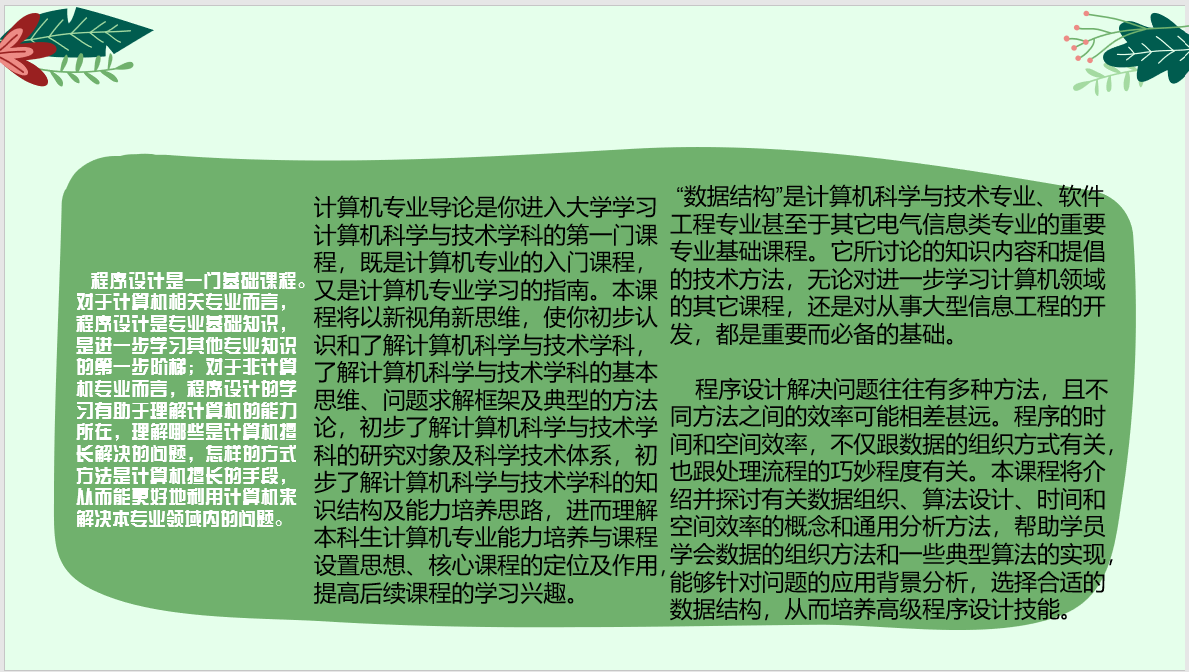 程序设计是一门基础课程。
对于计算机相关专业而言，
程序设计是专业基础知识，
是进一步学习其他专业知识
的第一步阶梯；对于非计算
机专业而言，程序设计的学
习有助于理解计算机的能力
所在，理解哪些是计算机擅
长解决的问题，怎样的方式
方法是计算机擅长的手段，
从而能更好地利用计算机来
解决本专业领域内的问题。
计算机专业导论是你进入大学学习
计算机科学与技术学科的第一门课
程，既是计算机专业的入门课程，
又是计算机专业学习的指南。本课
程将以新视角新思维，使你初步认
识和了解计算机科学与技术学科，
了解计算机科学与技术学科的基本
思维、问题求解框架及典型的方法
论，初步了解计算机科学与技术学
科的研究对象及科学技术体系，初
步了解计算机科学与技术学科的知
识结构及能力培养思路，进而理解
本科生计算机专业能力培养与课程
设置思想、核心课程的定位及作用，
提高后续课程的学习兴趣。
“数据结构”是计算机科学与技术专业、软件
工程专业甚至于其它电气信息类专业的重要
专业基础课程。它所讨论的知识内容和提倡
的技术方法，无论对进一步学习计算机领域
的其它课程，还是对从事大型信息工程的开
发，都是重要而必备的基础。
程序设计解决问题往往有多种方法，且不
同方法之间的效率可能相差甚远。程序的时
间和空间效率，不仅跟数据的组织方式有关，
也跟处理流程的巧妙程度有关。本课程将介
绍并探讨有关数据组织、算法设计、时间和
空间效率的概念和通用分析方法，帮助学员
学会数据的组织方法和一些典型算法的实现，
能够针对问题的应用背景分析，选择合适的
数据结构，从而培养高级程序设计技能。